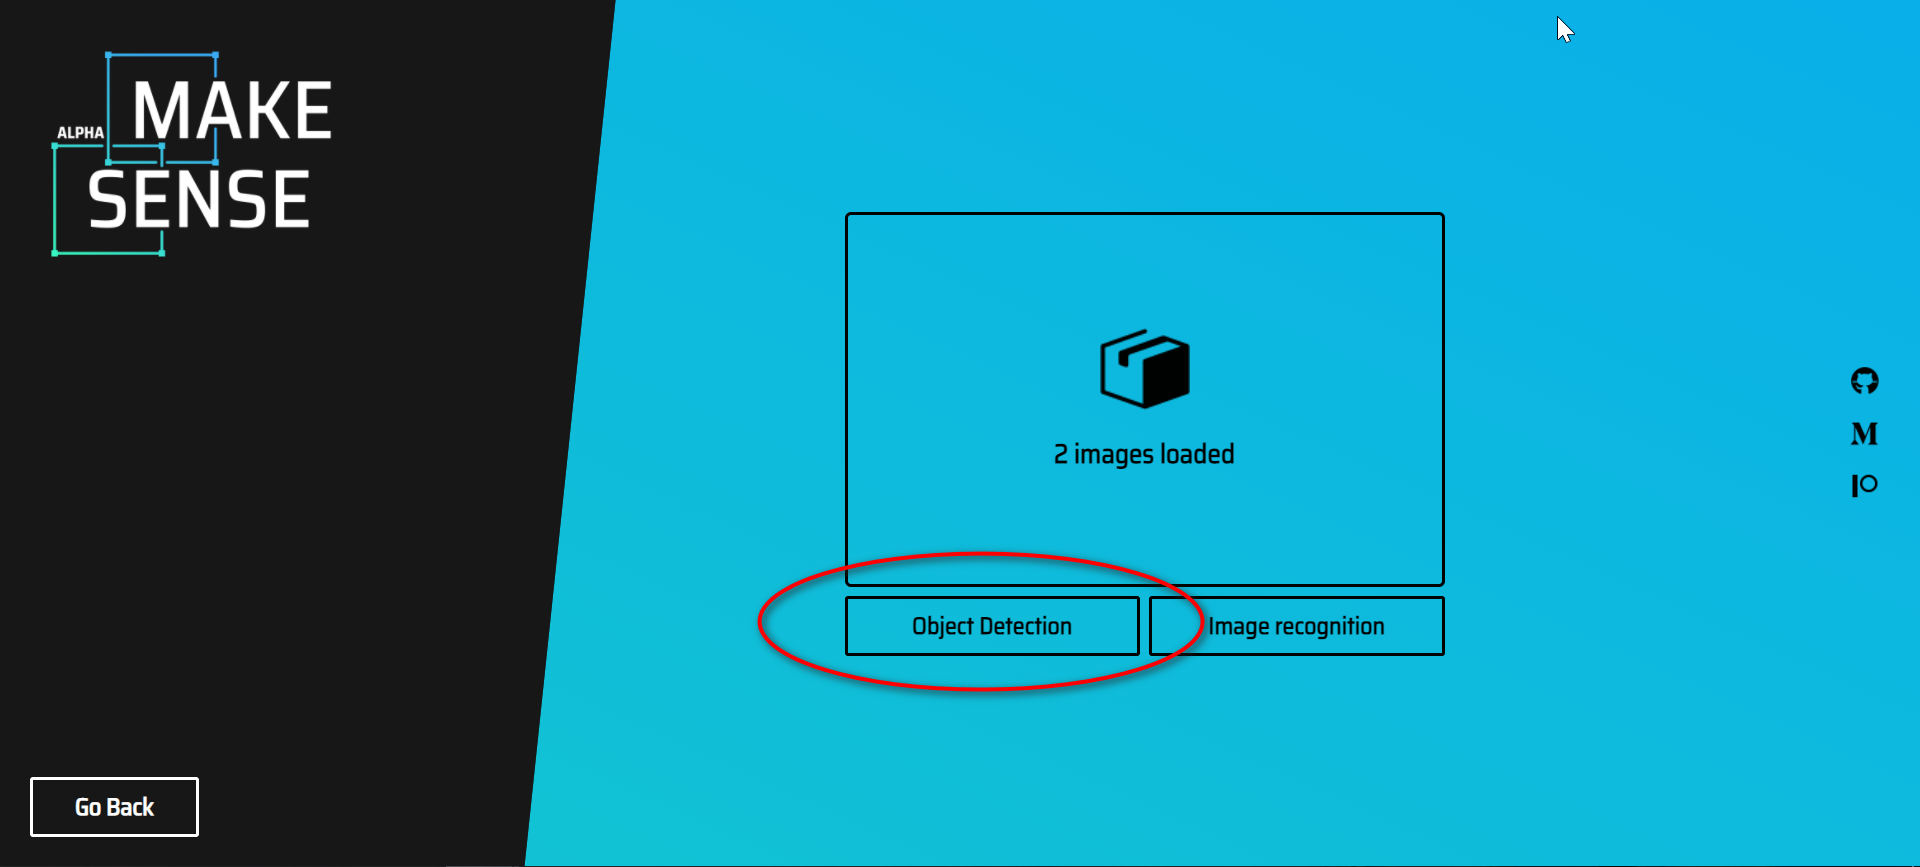 ALPHA
MAKE
SENSE
2 images loaded
Object Detection
Image recognition
Go Back